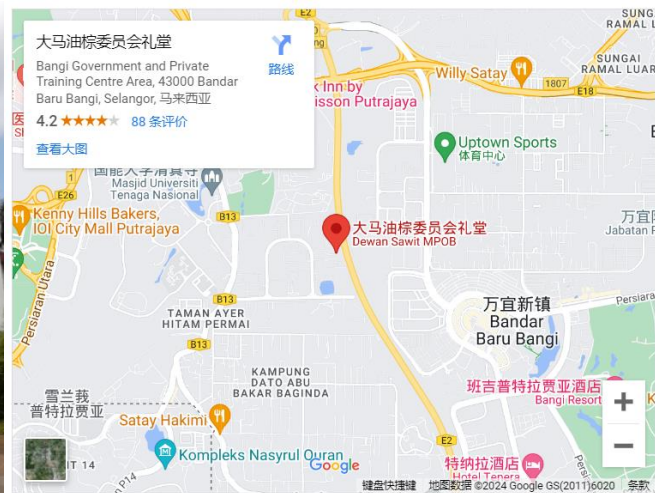 大马油棕委员会礼堂
Bangi Government and Private
Training Centre Area, 43000 Bandar
Baru Bangi, Selangor, 马来西亚
4.2 ★★★★★ 88 条评价
查看大图
路线
E2
SUNG
RAMAL L
SUNGAI
RAMAL LUAR
Willy Satay
1807
E18
k Inn by
isson Putrajaya
Uptown Sports
体育中心
国能大学清真寺
Masjid Universiti
Tenaga Nasional
E26
B13
Kenny Hills Bakers,
IOI City Mall Putrajaya
大马油棕委员会礼堂
Dewan Sawit MPOB
万宜
Jabatan P
Persiaran Utara
B13
TAMAN AYER
HITAM PERMAI
B13
万宜新镇
Bandar
Baru Bangi
Persiara
KAMPUNG
DATO ABU
BAKAR BAGINDA
雪兰莪
普特拉贾亚
班吉普特拉贾亚酒店
Bangi Resort
Satay Hakimi
E2
Kompleks Nasyrul Quran
T 14
PRESINT 15
Google
特纳拉酒店
Hotel Tenera
键盘快捷键 地图数据 ©2024 Google GS(2011)6020 条款